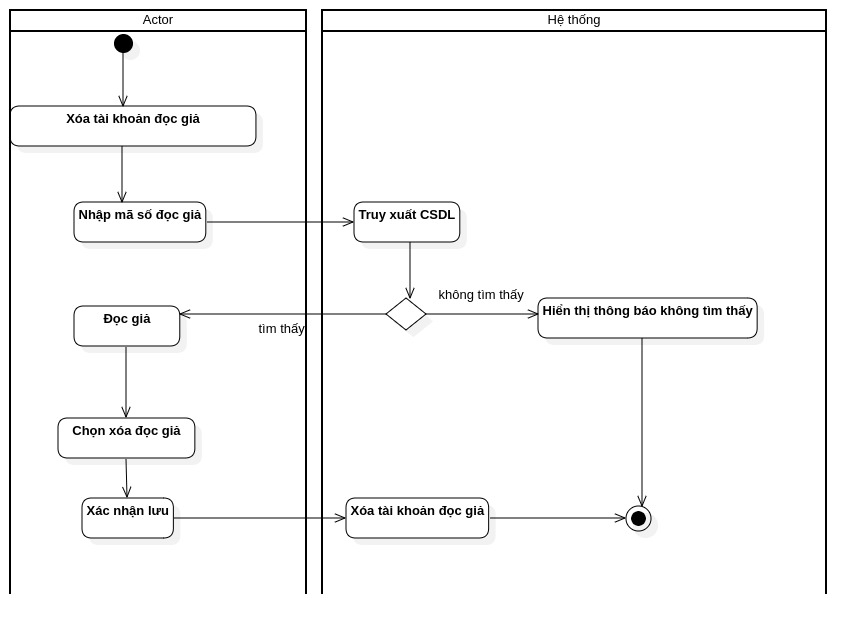 Actor
Hệ thống
Xóa tài khoản đọc giả
Nhập mã số đọc giả
Truy xuất CSDL
không tìm thấy
Hiển thị thông báo không tìm thấy
Đọc giả
tìm thấy
Chọn xóa đọc giả
Xác nhận lưu
Xóa tài khoản đọc giả